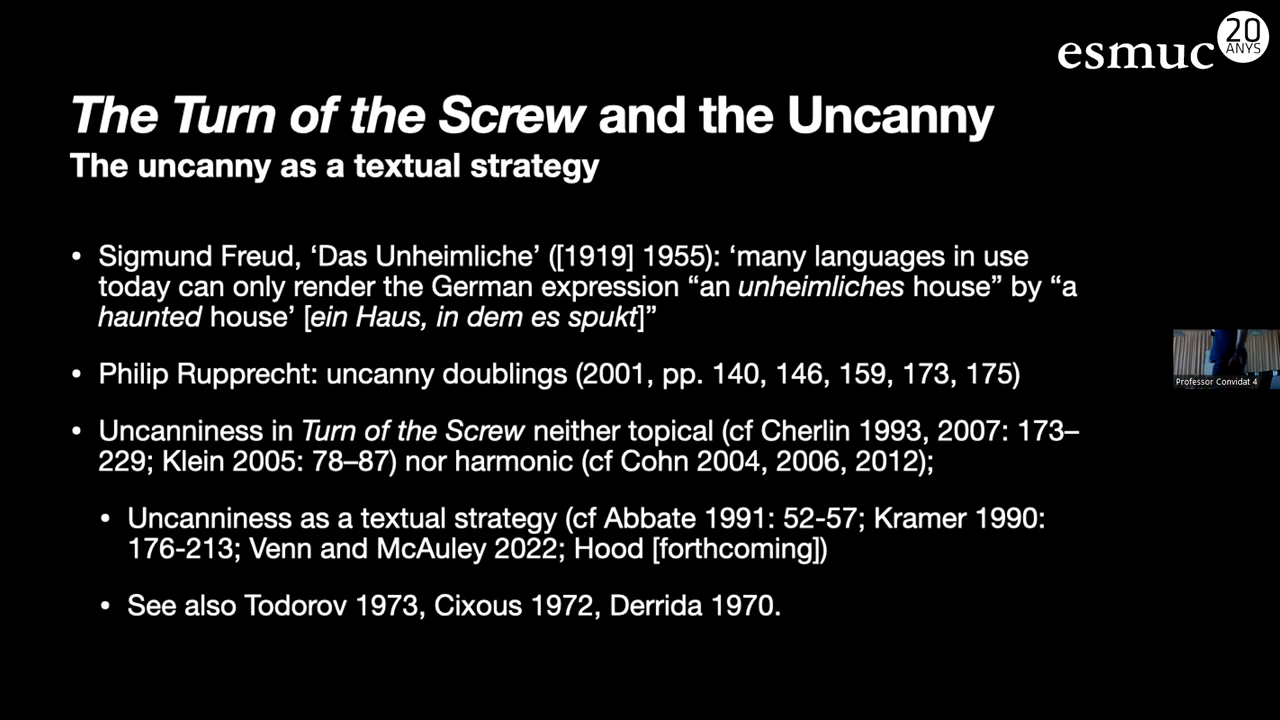 esmuc
20
ANYS
The Turn of the Screw and the Uncanny
The uncanny as a textual strategy
• Sigmund Freud, ‘Das Unheimliche’ ([1919] 1955): ‘many languages in use
today can only render the German expression “an unheimliches house” by “a
haunted house’ [ein Haus, in dem es spukt]”
• Philip Rupprecht: uncanny doublings (2001, pp. 140, 146, 159, 173, 175)
• Uncanniness in Turn of the Screw neither topical (cf Cherlin 1993, 2007: 173–
229; Klein 2005: 78–87) nor harmonic (cf Cohn 2004, 2006, 2012);
• Uncanniness as a textual strategy (cf Abbate 1991: 52-57; Kramer 1990:
176-213; Venn and McAuley 2022; Hood [forthcoming])
• See also Todorov 1973, Cixous 1972, Derrida 1970.
Professor Convidat 4